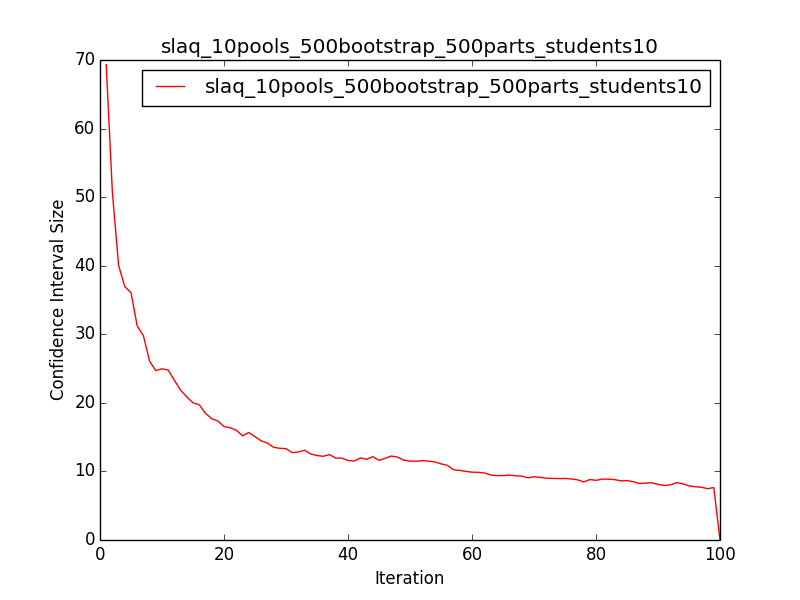 slaq_10pools_500bootstrap_500parts_students10
slaq_10pools_500bootstrap_500parts_students10
70
60
50
40
30
20
10
0
Confidence Interval Size
0 20 40 60 80 100
Iteration